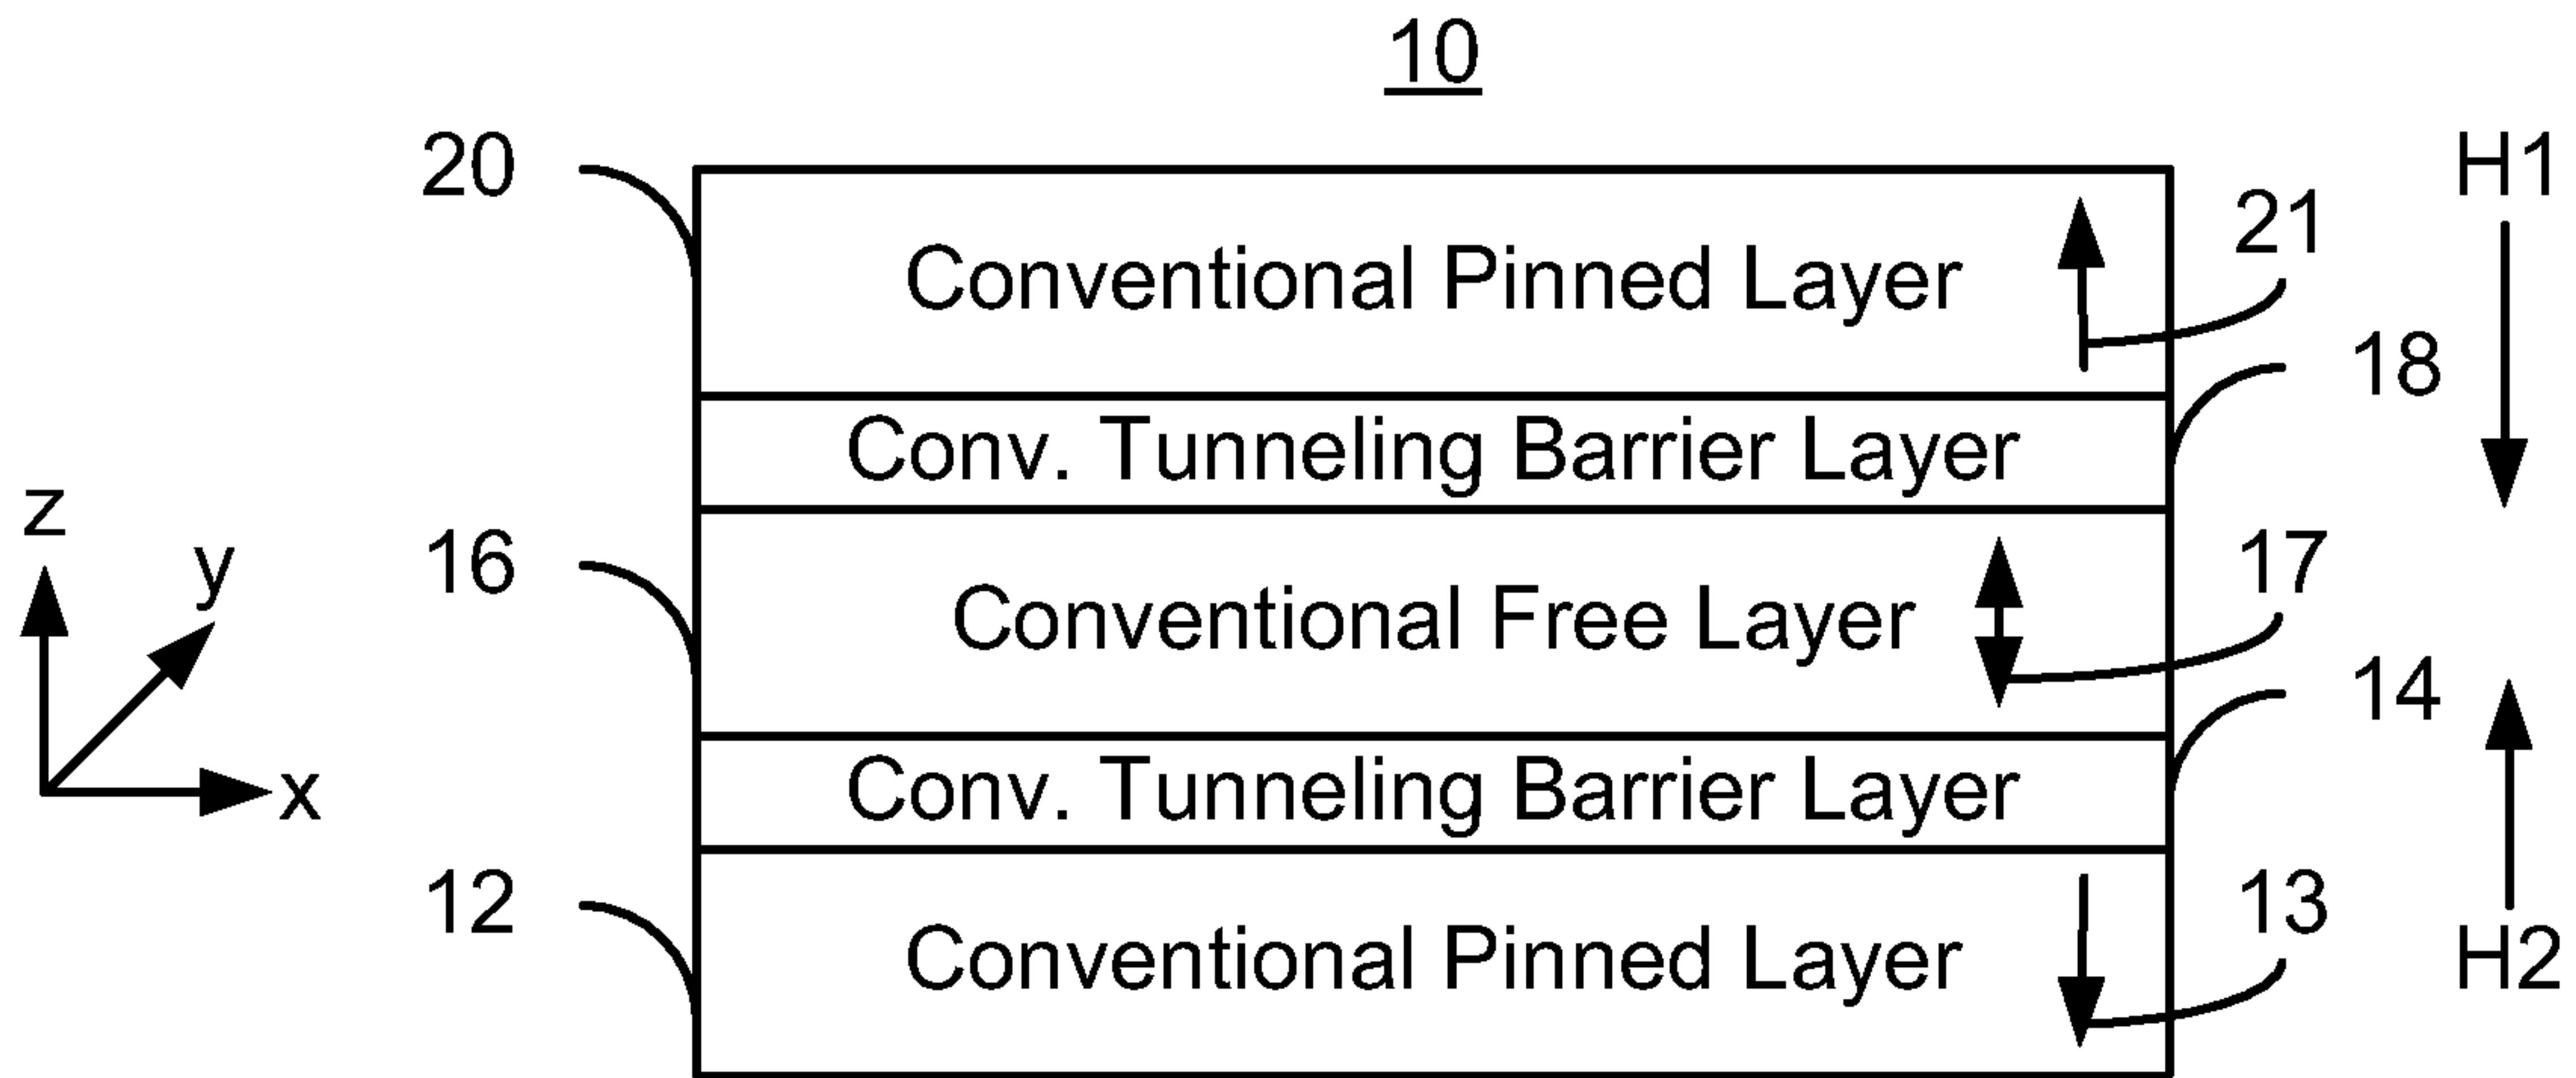 10
20
H1
21
Conventional Pinned Layer
18
Conv. Tunneling Barrier Layer
z
y
16
17
Conventional Free Layer
14
x
Conv. Tunneling Barrier Layer
12
13
Conventional Pinned Layer
H2